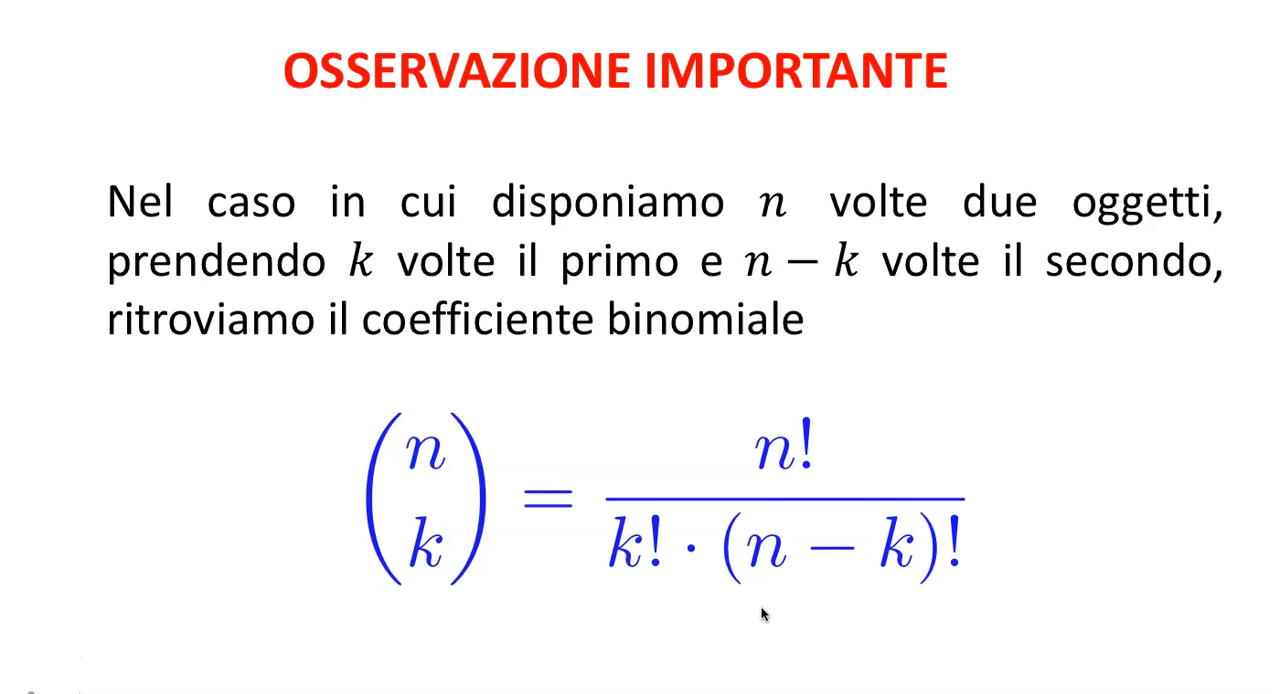 OSSERVAZIONE IMPORTANTE
Nel caso in cui disponiamo n volte due oggetti,
prendendo k volte il primo e n − k volte il secondo,
ritroviamo il coefficiente binomiale
(n k) = n! / k! · (n − k)!